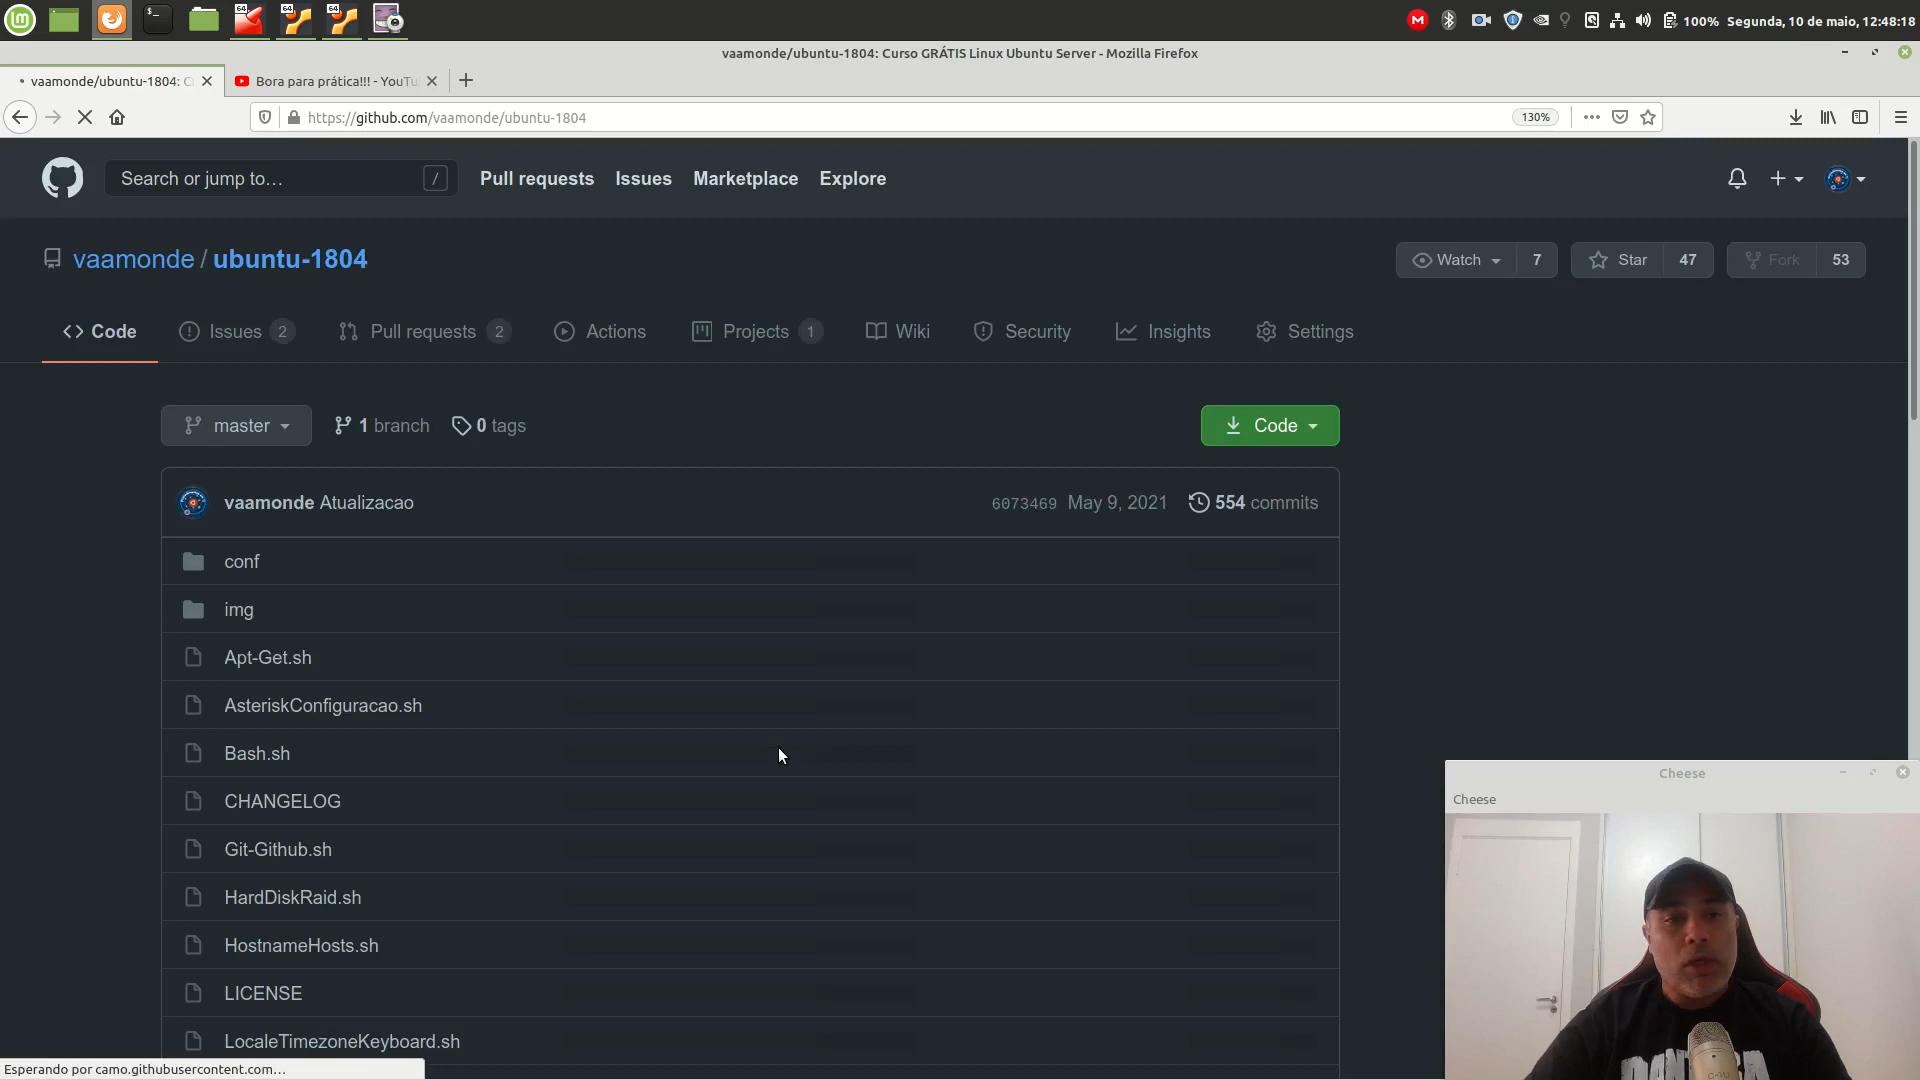 100% Segunda, 10 de maio, 12:48:18
vaamonde/ubuntu-1804: Curso GRÁTIS Linux Ubuntu Server - Mozilla Firefox
vaamonde/ubuntu-1804: C
Bora para prática!!! - YouTu
https://github.com/vaamonde/ubuntu-1804
130%
Search or jump to…
/
Pull requests
Issues
Marketplace
Explore
vaamonde / ubuntu-1804
Watch 7
Star 47
Fork 53
Code
Issues 2
Pull requests 2
Actions
Projects 1
Wiki
Security
Insights
Settings
master
1 branch
0 tags
Code
vaamonde Atualizacao
6073469 May 9, 2021
554 commits
conf
img
Apt-Get.sh
AsteriskConfiguracao.sh
Bash.sh
CHANGELOG
Git-Github.sh
HardDiskRaid.sh
HostnameHosts.sh
LICENSE
LocaleTimezoneKeyboard.sh
Esperando por camo.githubusercontent.com…
Cheese
Cheese